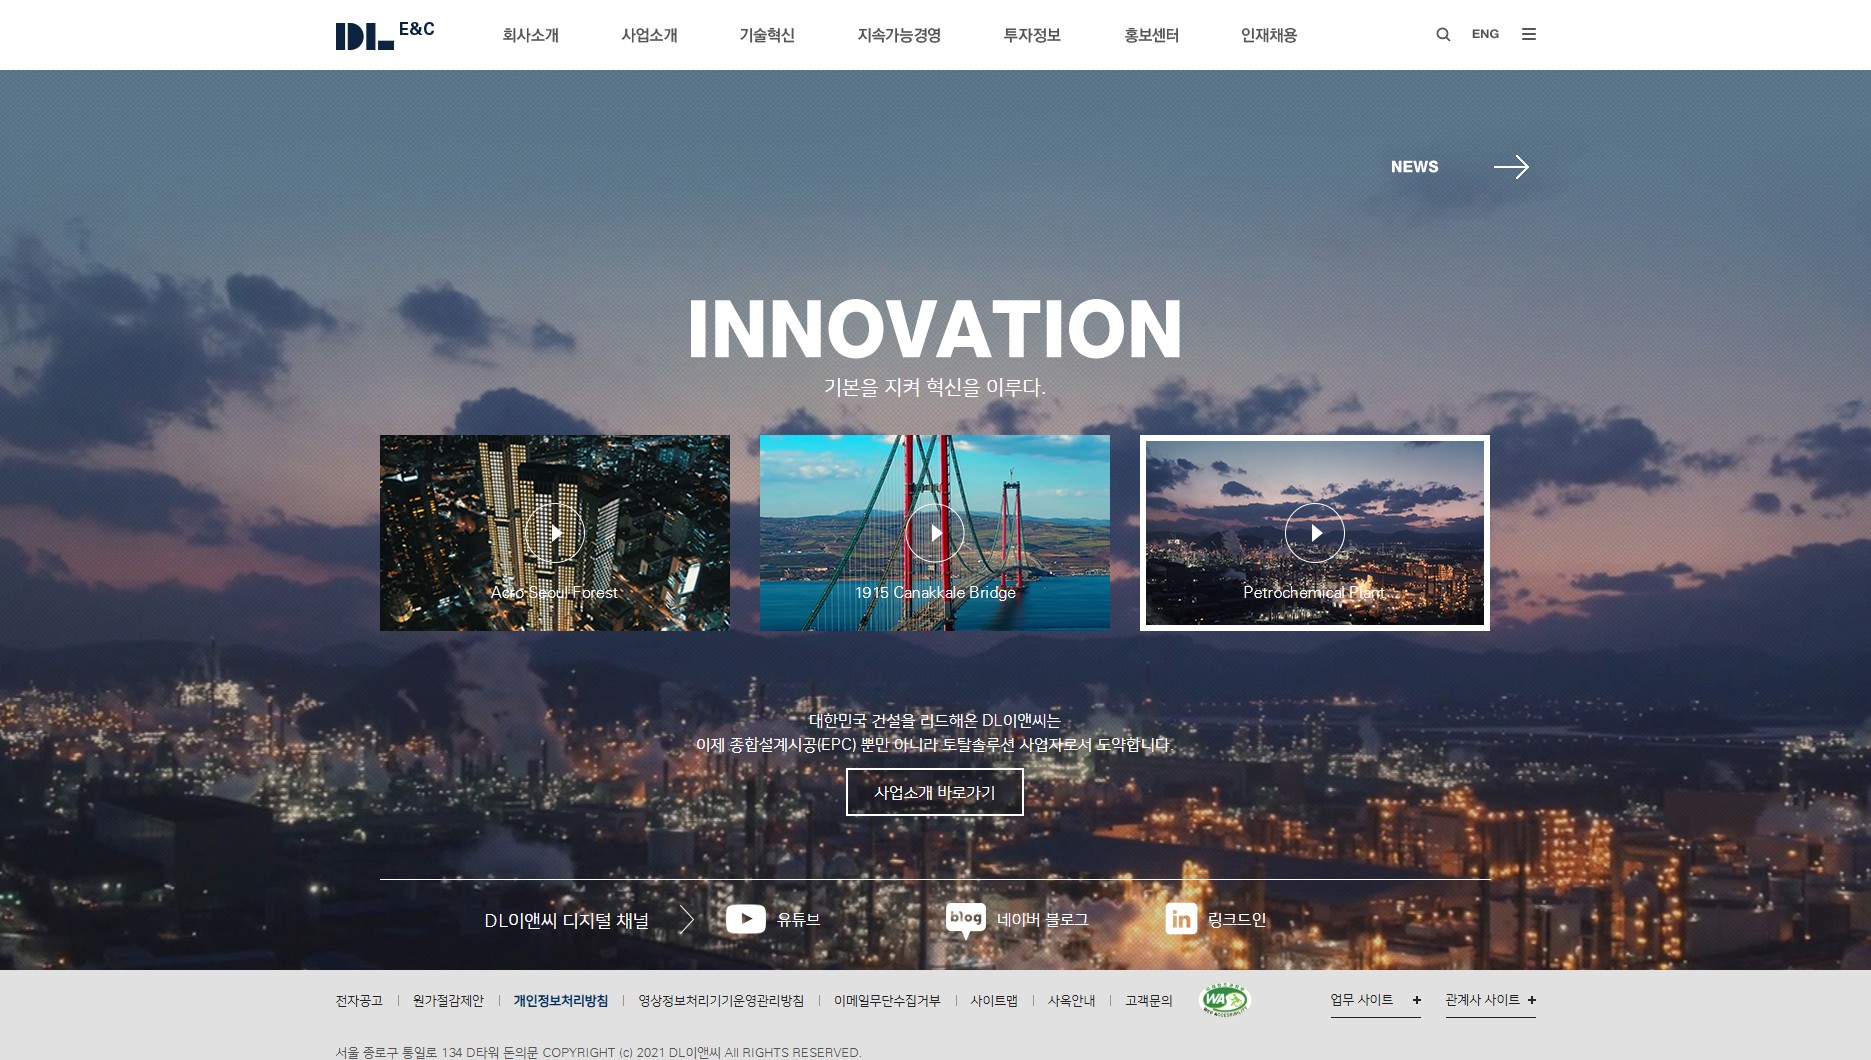 DL E&C
회사소개 사업소개 기술혁신 지속가능경영 투자정보 홍보센터 인재채용 ENG
NEWS
INNOVATION
기본을 지켜 혁신을 이루다.
Acro Seoul Forest
1915 Canakkale Bridge
Petrochemical Plant
대한민국 건설을 리드해온 DL이앤씨는
이제 종합설계시공(EPC) 뿐만 아니라 토탈솔루션 사업자로서 도약합니다.
사업소개 바로가기
DL이앤씨 디지털 채널
유튜브
blog 네이버 블로그
in 링크드인
전자공고 원가절감제안 개인정보처리방침 영상정보처리기기운영관리방침 이메일무단수집거부 사이트맵 사옥안내 고객문의 WA 업무 사이트 + 관계사 사이트 +
서울 종로구 통일로 134 D타워 돈의문 COPYRIGHT (c) 2021 DL이앤씨 All RIGHTS RESERVED.